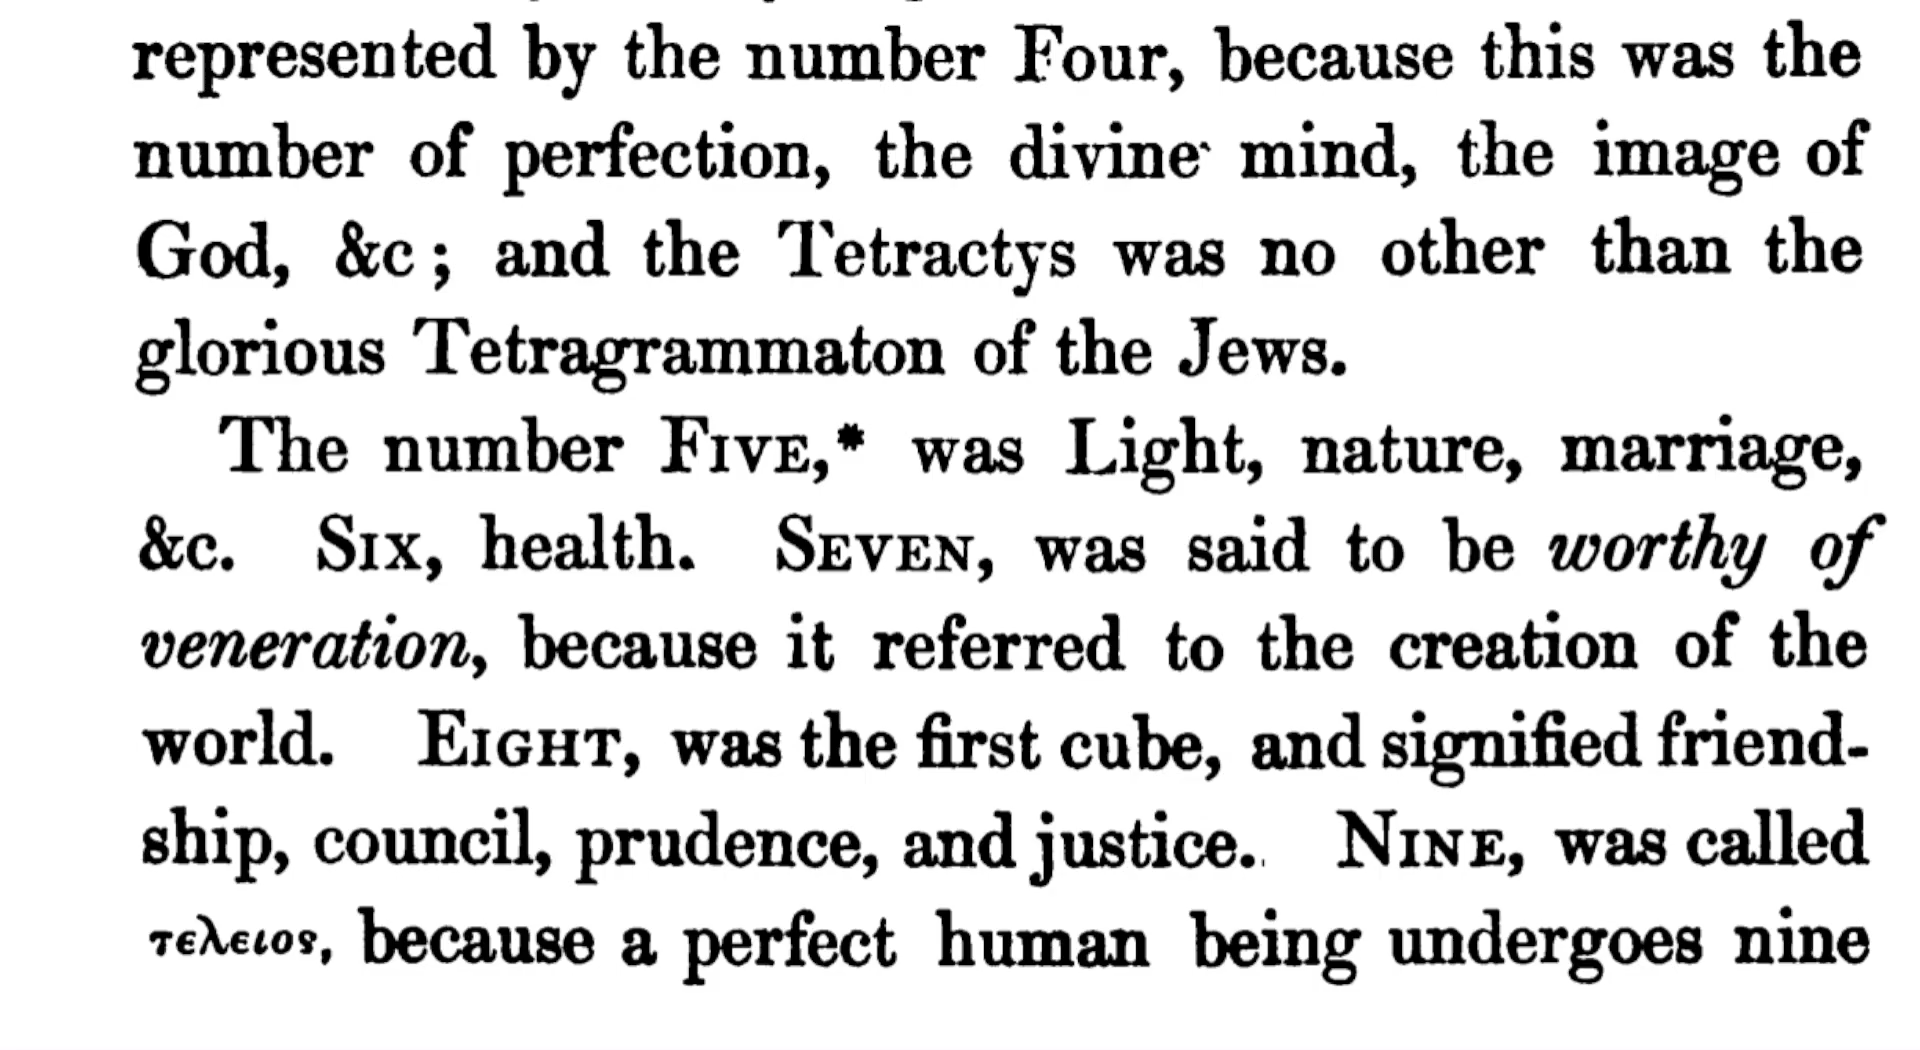 represented by the number Four, because this was the
number of perfection, the divine mind, the image of
God, &c ; and the Tetractys was no other than the
glorious Tetragrammaton of the Jews.
The number FIVE,* was Light, nature, marriage,
&c. SIX, health. SEVEN, was said to be worthy of
veneration, because it referred to the creation of the
world. EIGHT, was the first cube, and signified friend-
ship, council, prudence, and justice. NINE, was called
τελειος, because a perfect human being undergoes nine